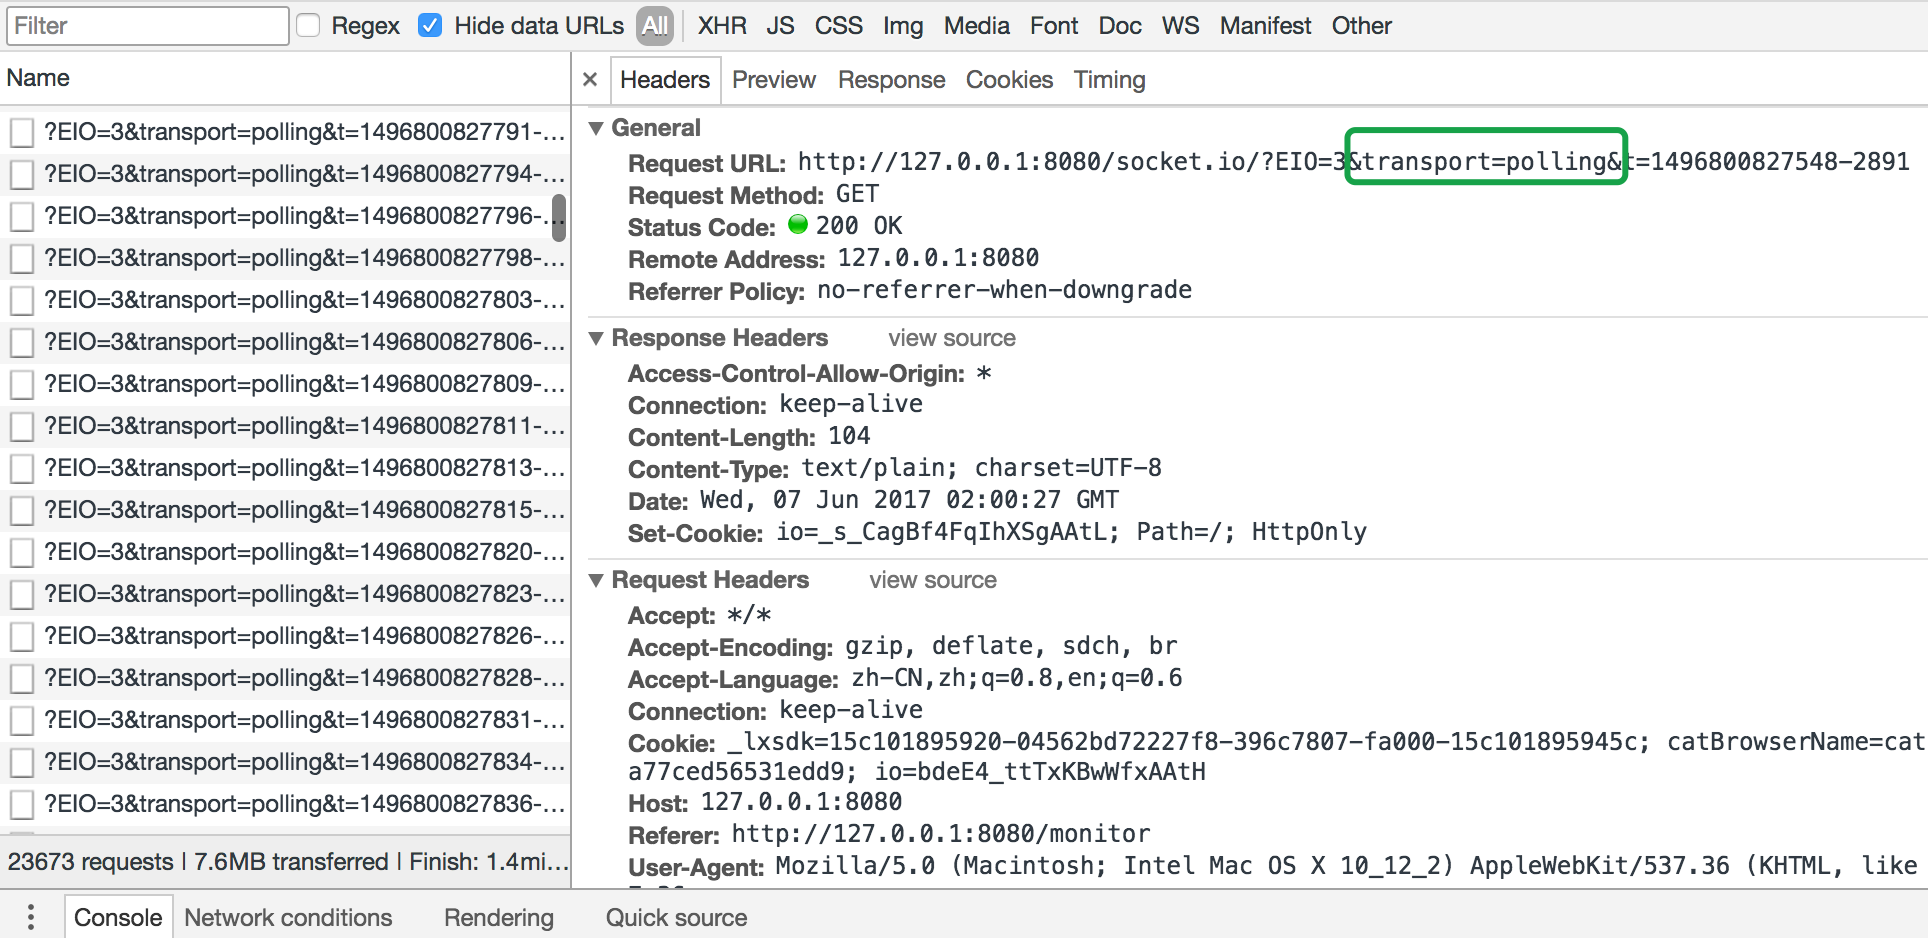 Filter Regex Hide data URLs All XHR JS CSS Img Media Font Doc WS Manifest Other
Name
?EIO=3&transport=polling&t=1496800827791-...
?EIO=3&transport=polling&t=1496800827794-...
?EIO=3&transport=polling&t=1496800827796-...
?EIO=3&transport=polling&t=1496800827798-...
?EIO=3&transport=polling&t=1496800827803-...
?EIO=3&transport=polling&t=1496800827806-...
?EIO=3&transport=polling&t=1496800827809-...
?EIO=3&transport=polling&t=1496800827811-...
?EIO=3&transport=polling&t=1496800827813-...
?EIO=3&transport=polling&t=1496800827815-...
?EIO=3&transport=polling&t=1496800827820-...
?EIO=3&transport=polling&t=1496800827823-...
?EIO=3&transport=polling&t=1496800827826-...
?EIO=3&transport=polling&t=1496800827828-...
?EIO=3&transport=polling&t=1496800827831-...
?EIO=3&transport=polling&t=1496800827834-...
?EIO=3&transport=polling&t=1496800827836-...
23673 requests | 7.6MB transferred | Finish: 1.4mi...
× Headers Preview Response Cookies Timing
▼ General
Request URL: http://127.0.0.1:8080/socket.io/?EIO=3&transport=polling&t=1496800827548-2891
Request Method: GET
Status Code: 200 OK
Remote Address: 127.0.0.1:8080
Referrer Policy: no-referrer-when-downgrade
▼ Response Headers view source
Access-Control-Allow-Origin: *
Connection: keep-alive
Content-Length: 104
Content-Type: text/plain; charset=UTF-8
Date: Wed, 07 Jun 2017 02:00:27 GMT
Set-Cookie: io=_s_CagBf4FqIhXSgAAtL; Path=/; HttpOnly
▼ Request Headers view source
Accept: */*
Accept-Encoding: gzip, deflate, sdch, br
Accept-Language: zh-CN,zh;q=0.8,en;q=0.6
Connection: keep-alive
Cookie: _lxsdk=15c101895920-04562bd72227f8-396c7807-fa000-15c101895945c; catBrowserName=cat
a77ced56531edd9; io=bdeE4_ttTxKBwWfxAAtH
Host: 127.0.0.1:8080
Referer: http://127.0.0.1:8080/monitor
User-Agent: Mozilla/5.0 (Macintosh; Intel Mac OS X 10_12_2) AppleWebKit/537.36 (KHTML, like
Console Network conditions Rendering Quick source